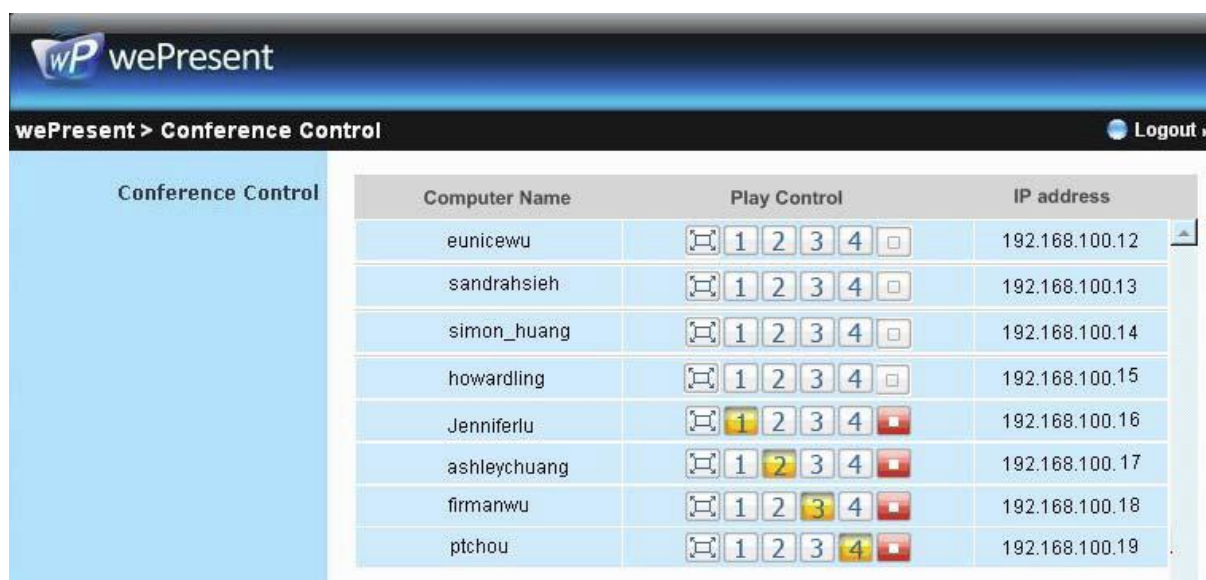 wP wePresent
wePresent > Conference Control Logout
Conference Control
Computer Name Play Control IP address
eunicewu 1 2 3 4 192.168.100.12
sandrahsieh 1 2 3 4 192.168.100.13
simon_huang 1 2 3 4 192.168.100.14
howardling 1 2 3 4 192.168.100.15
Jenniferlu 1 2 3 4 192.168.100.16
ashleychuang 1 2 3 4 192.168.100.17
firmanwu 1 2 3 4 192.168.100.18
ptchou 1 2 3 4 192.168.100.19